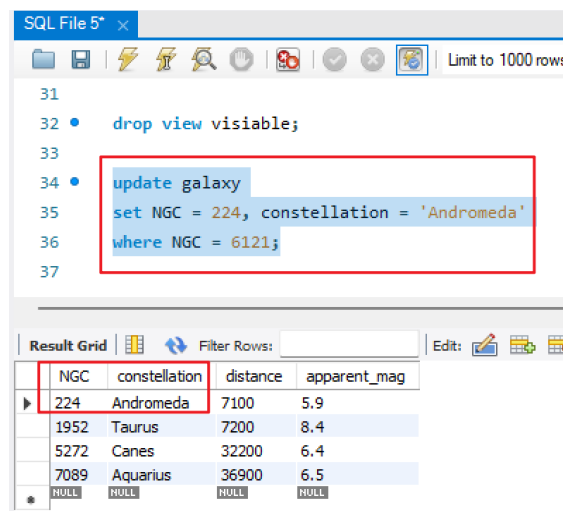 SQL File 5* ×
Limit to 1000 rows
31
32 drop view visiable;
33
34 update galaxy
35 set NGC = 224, constellation = 'Andromeda'
36 where NGC = 6121;
37
Result Grid Filter Rows: Edit:
NGC constellation distance apparent_mag
224 Andromeda 7100 5.9
1952 Taurus 7200 8.4
5272 Canes 32200 6.4
7089 Aquarius 36900 6.5
NULL NULL NULL NULL